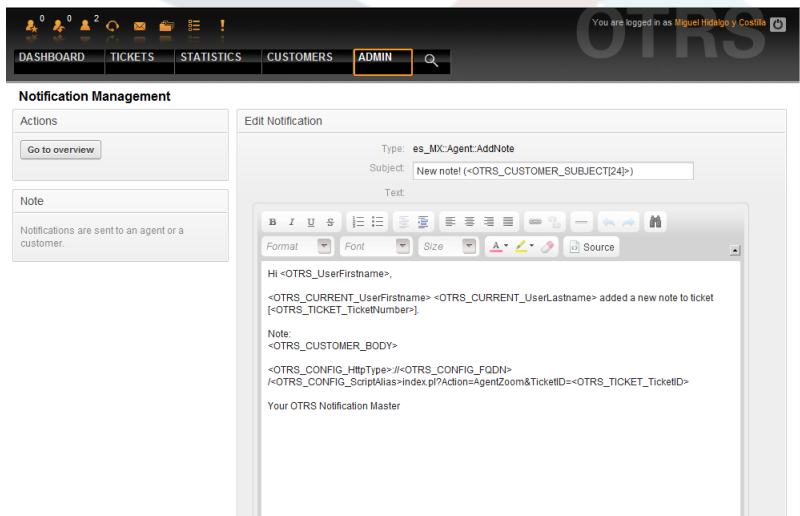 0 0 2
You are logged in as Miguel Hidalgo y Costilla
OTRS
DASHBOARD TICKETS STATISTICS CUSTOMERS ADMIN
Notification Management
Actions
Go to overview
Note
Notifications are sent to an agent or a
customer.
Edit Notification
Type: es_MX::Agent::AddNote
Subject: New note! (<OTRS_CUSTOMER_SUBJECT[24]>)
Text:
B I U S
Format Font Size A Source
Hi <OTRS_UserFirstname>,
<OTRS_CURRENT_UserFirstname> <OTRS_CURRENT_UserLastname> added a new note to ticket
[<OTRS_TICKET_TicketNumber>].
Note:
<OTRS_CUSTOMER_BODY>
<OTRS_CONFIG_HttpType>://<OTRS_CONFIG_FQDN>
/<OTRS_CONFIG_ScriptAlias>index.pl?Action=AgentZoom&TicketID=<OTRS_TICKET_TicketID>
Your OTRS Notification Master